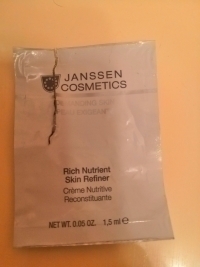 JANSSEN
COSMETICS
Rich Nutrient
Skin Refiner
Crème Nutritive
Reconstituante
NET WT. 0.05 OZ. 1,5 ml ℮